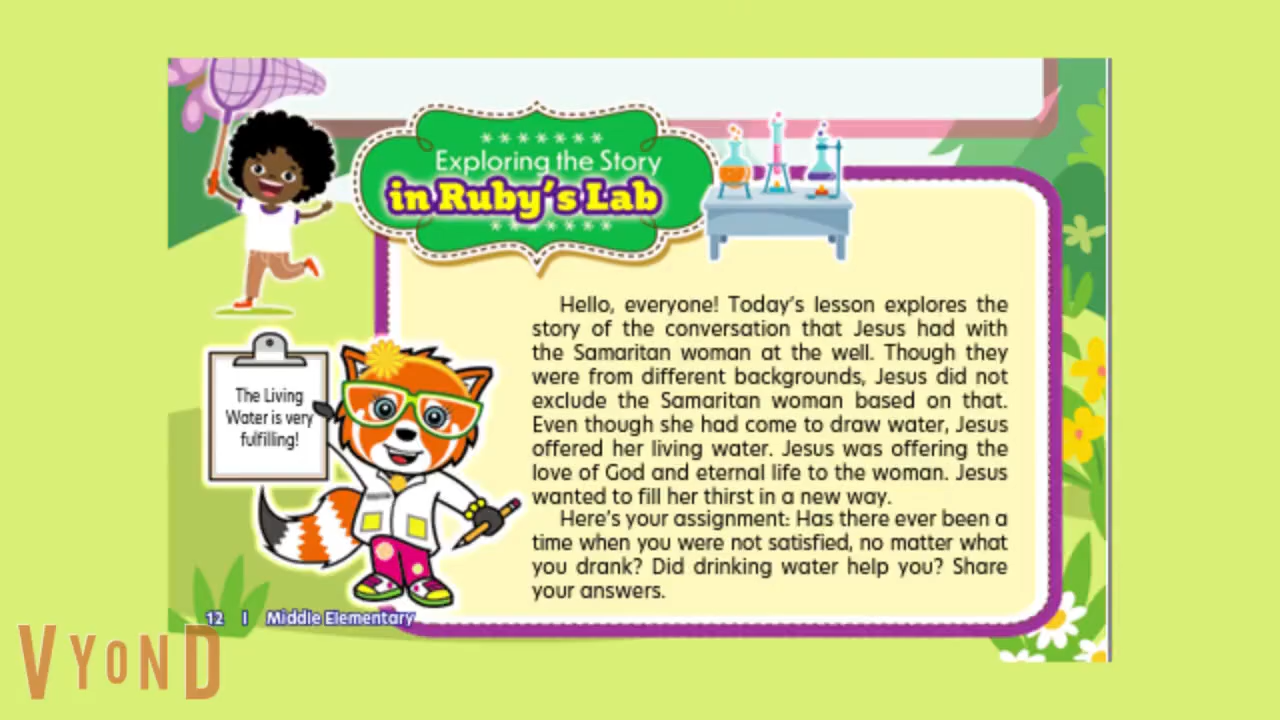 Exploring the Story
in Ruby's Lab
Hello, everyone! Today's lesson explores the
story of the conversation that Jesus had with
the Samaritan woman at the well. Though they
were from different backgrounds, Jesus did not
exclude the Samaritan woman based on that.
Even though she had come to draw water, Jesus
offered her living water. Jesus was offering the
love of God and eternal life to the woman. Jesus
wanted to fill her thirst in a new way.
Here's your assignment: Has there ever been a
time when you were not satisfied, no matter what
you drank? Did drinking water help you? Share
your answers.
The Living
Water is very
fulfilling!
12 | Middle Elementary
VYOND